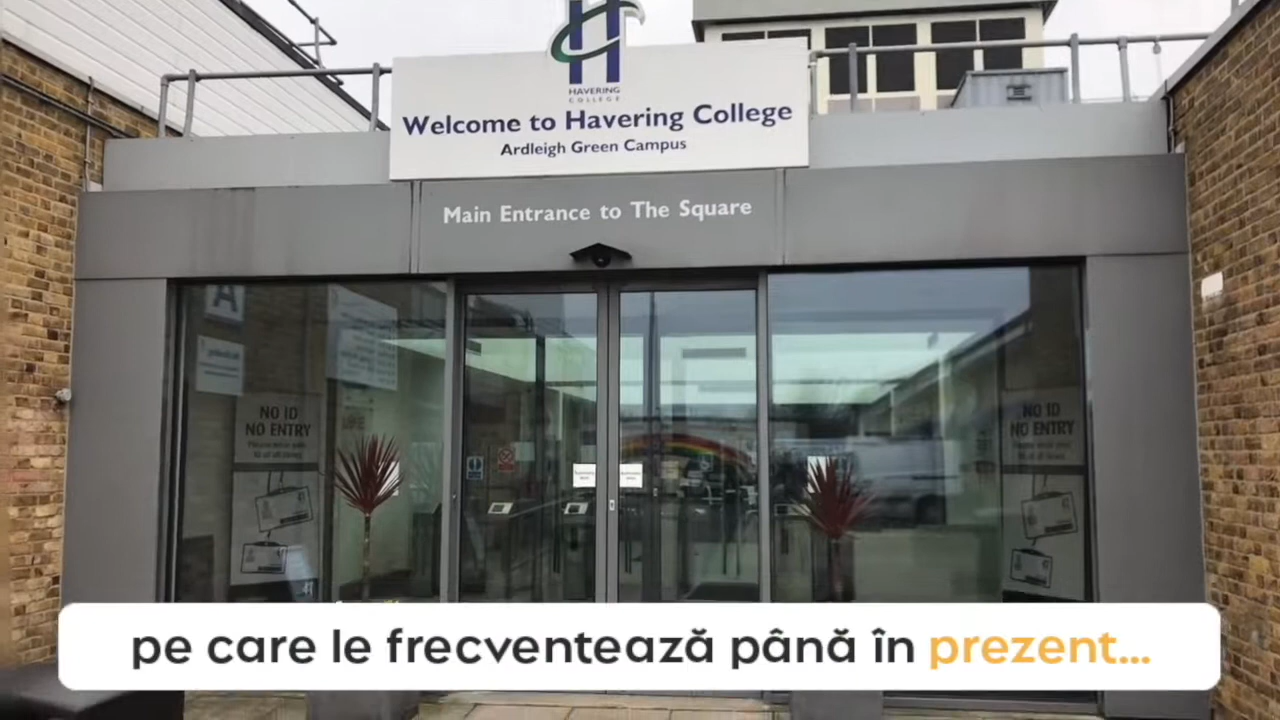 HAVERING
COLLEGE
Welcome to Havering College
Ardleigh Green Campus
Main Entrance to The Square
A
NO ID
NO ENTRY
NO ID
NO ENTRY
pe care le frecventează până în prezent...